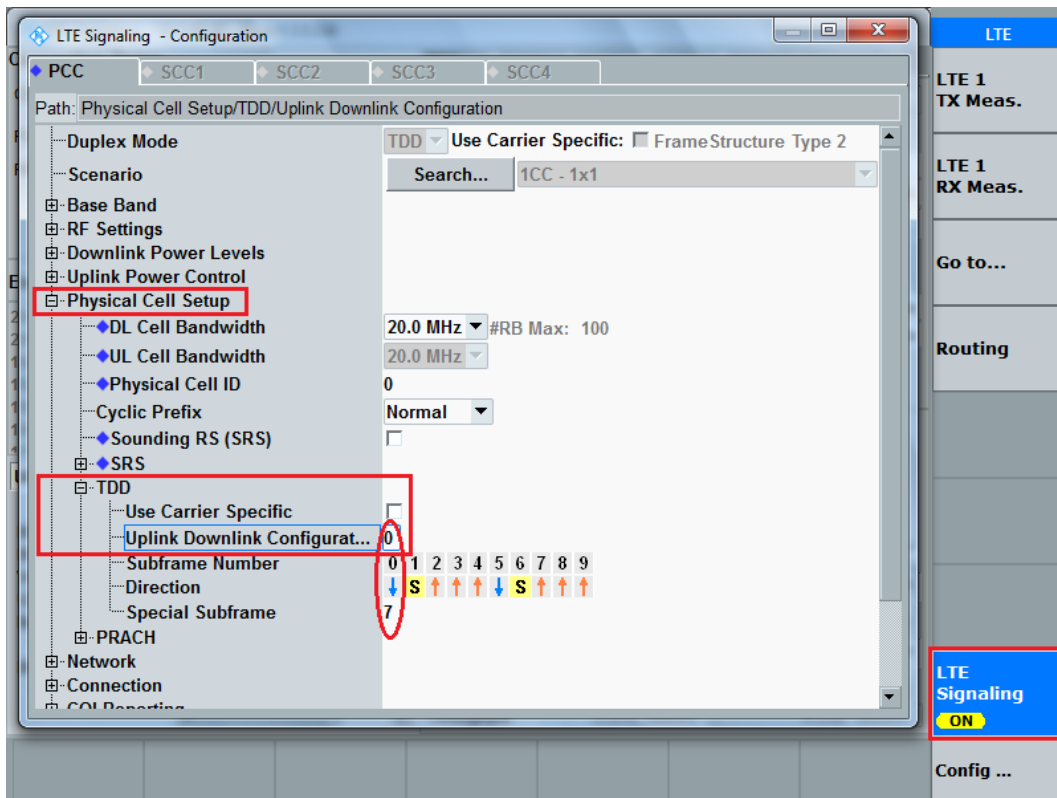 LTE Signaling - Configuration
LTE
PCC SCC1 SCC2 SCC3 SCC4
Path: Physical Cell Setup/TDD/Uplink Downlink Configuration
Duplex Mode TDD Use Carrier Specific: FrameStructure Type 2
Scenario Search... 1CC - 1x1
Base Band
RF Settings
Downlink Power Levels
Uplink Power Control
Physical Cell Setup
DL Cell Bandwidth 20.0 MHz #RB Max: 100
UL Cell Bandwidth 20.0 MHz
Physical Cell ID 0
Cyclic Prefix Normal
Sounding RS (SRS)
SRS
TDD
Use Carrier Specific
Uplink Downlink Configurat... 0
Subframe Number 0 1 2 3 4 5 6 7 8 9
Direction ↓ S ↑ ↑ ↑ ↓ S ↑ ↑ ↑
Special Subframe 7
PRACH
Network
Connection
CQI Reporting
LTE 1
TX Meas.
LTE 1
RX Meas.
Go to...
Routing
LTE
Signaling
ON
Config ...